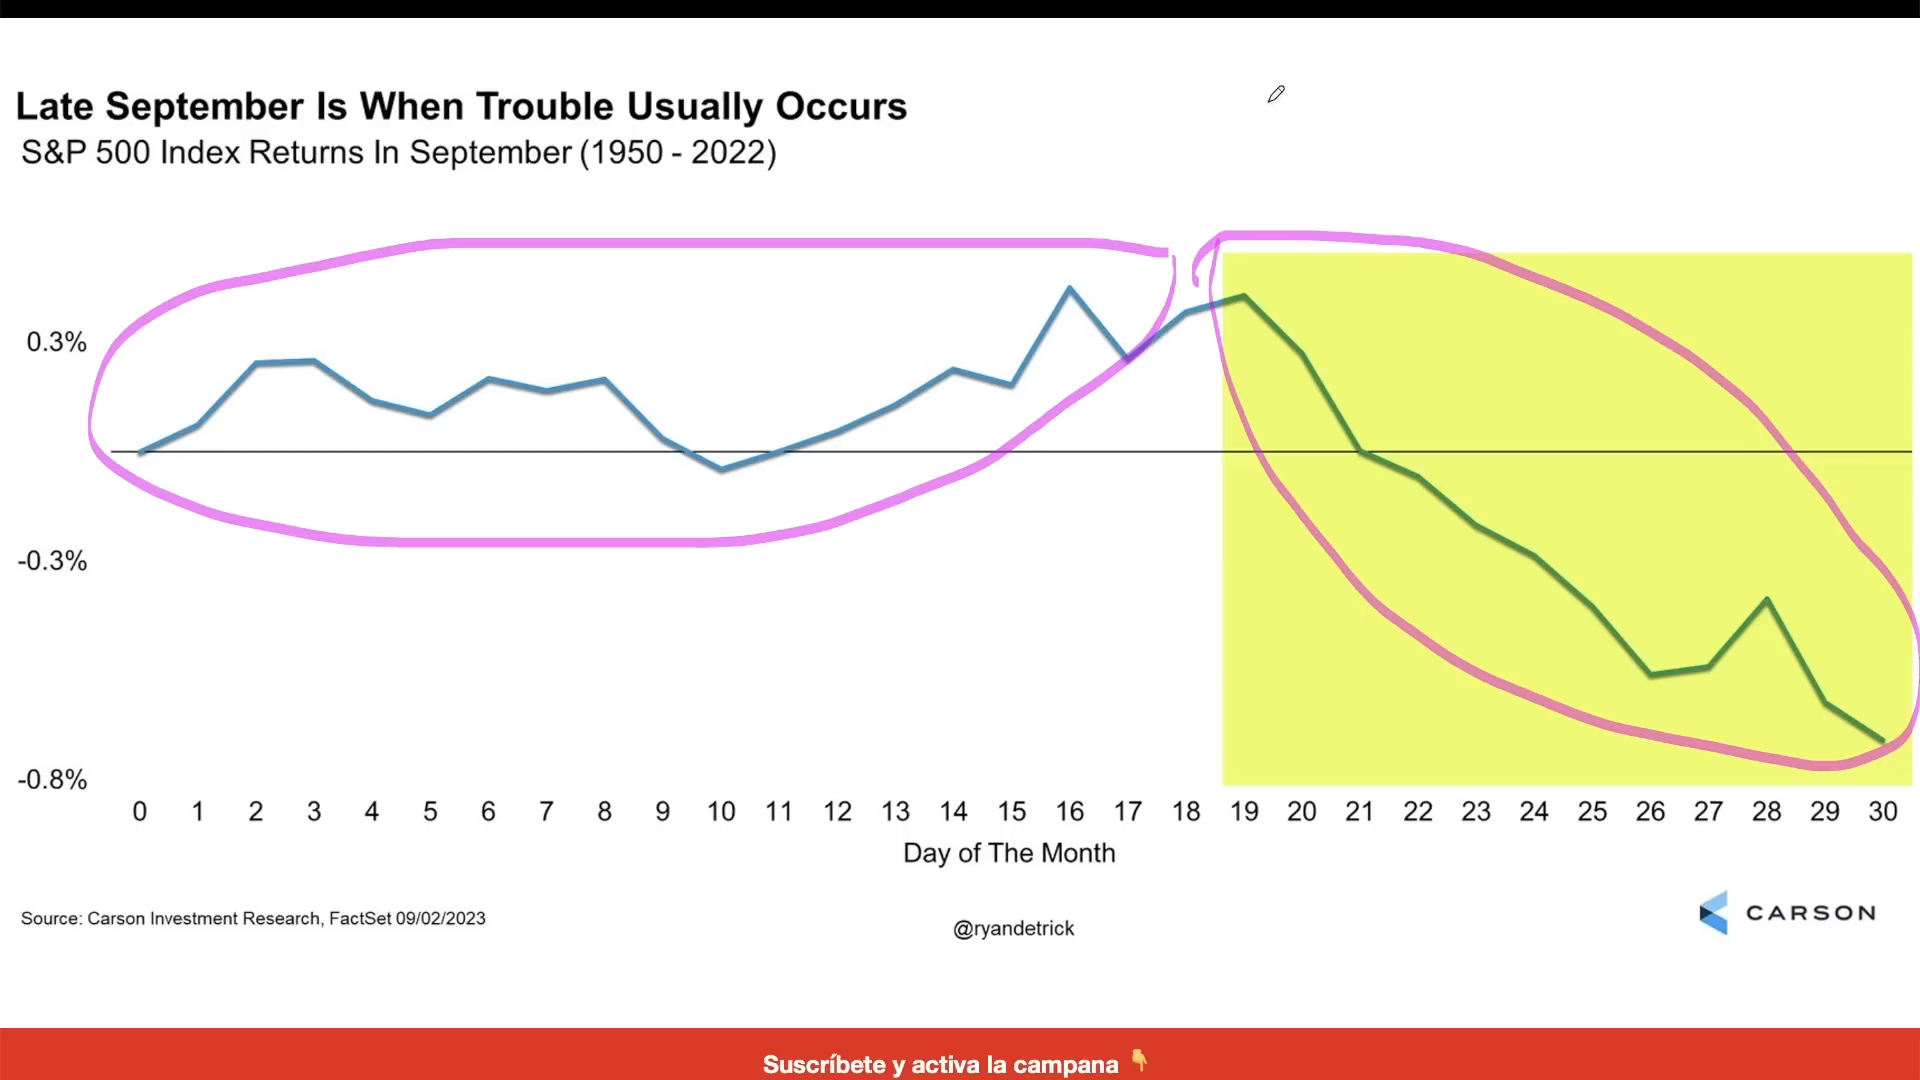 Late September Is When Trouble Usually Occurs
S&P 500 Index Returns In September (1950 - 2022)
0.3%
-0.3%
-0.8%
0 1 2 3 4 5 6 7 8 9 10 11 12 13 14 15 16 17 18 19 20 21 22 23 24 25 26 27 28 29 30
Day of The Month
Source: Carson Investment Research, FactSet 09/02/2023
@ryandetrick
CARSON
Suscríbete y activa la campana 👇